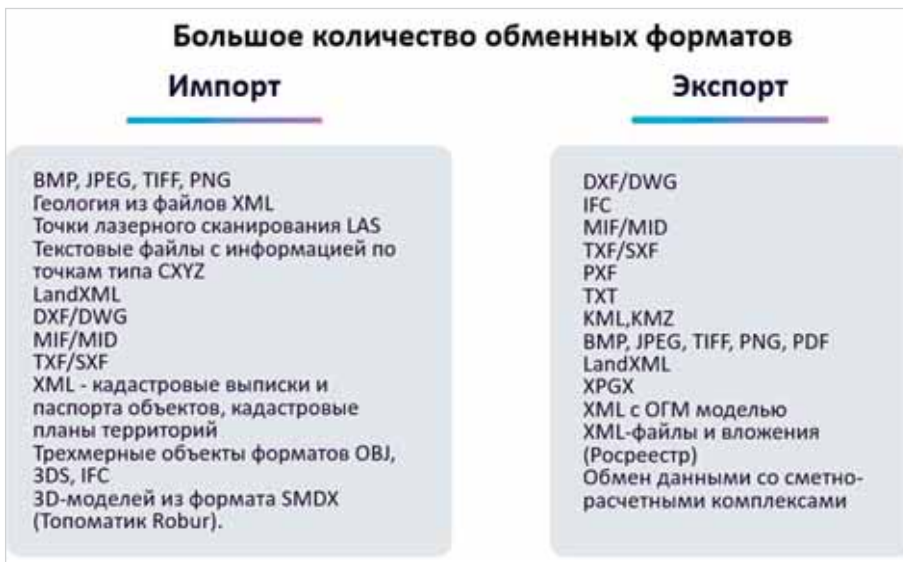 Большое количество обменных форматов
Импорт
BMP, JPEG, TIFF, PNG
Геология из файлов XML
Точки лазерного сканирования LAS
Текстовые файлы с информацией по
точкам типа CXYZ
LandXML
DXF/DWG
MIF/MID
TXF/SXF
XML - кадастровые выписки и
паспорта объектов, кадастровые
планы территорий
Трехмерные объекты форматов OBJ,
3DS, IFC
3D-моделей из формата SMDX
(Топоматик Robur).
Экспорт
DXF/DWG
IFC
MIF/MID
TXF/SXF
PXF
TXT
KML,KMZ
BMP, JPEG, TIFF, PNG, PDF
LandXML
XPGX
XML с ОГМ моделью
XML-файлы и вложения
(Росреестр)
Обмен данными со сметно-
расчетными комплексами